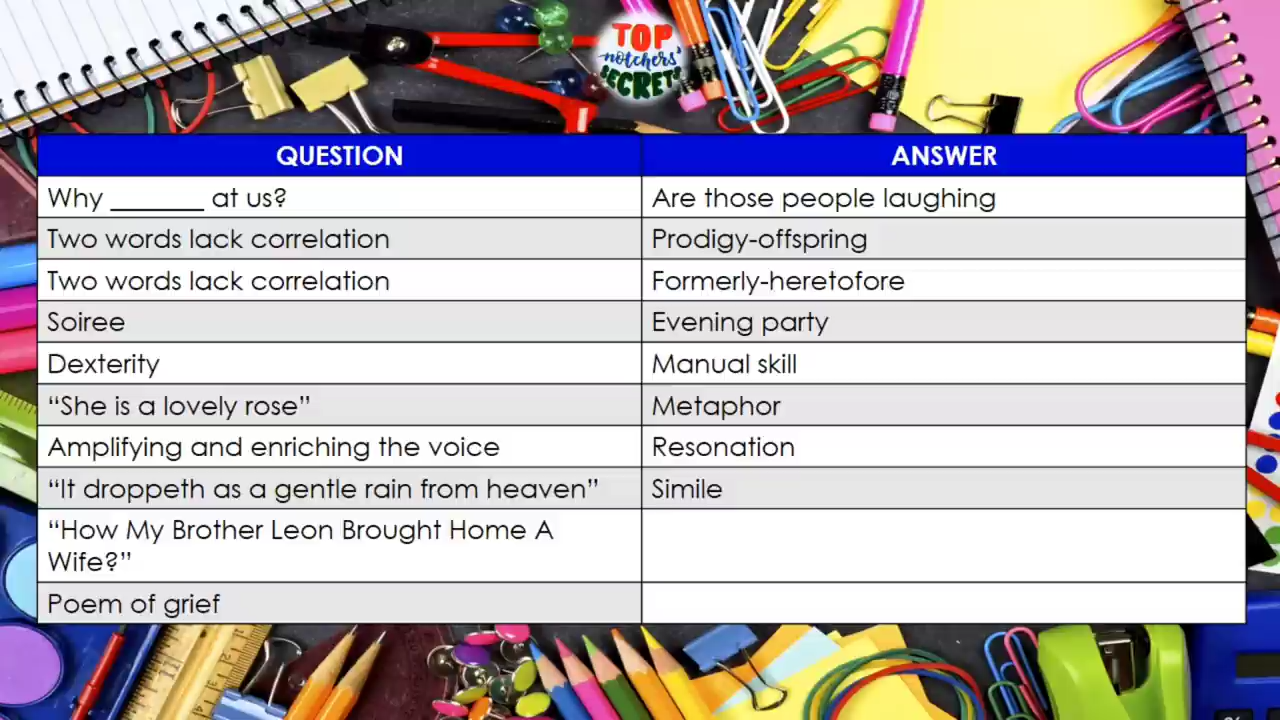 TOP
notchers'
SECRETS
QUESTION ANSWER
Why _______ at us? Are those people laughing
Two words lack correlation Prodigy-offspring
Two words lack correlation Formerly-heretofore
Soiree Evening party
Dexterity Manual skill
“She is a lovely rose” Metaphor
Amplifying and enriching the voice Resonation
“It droppeth as a gentle rain from heaven” Simile
“How My Brother Leon Brought Home A
Wife?”
Poem of grief